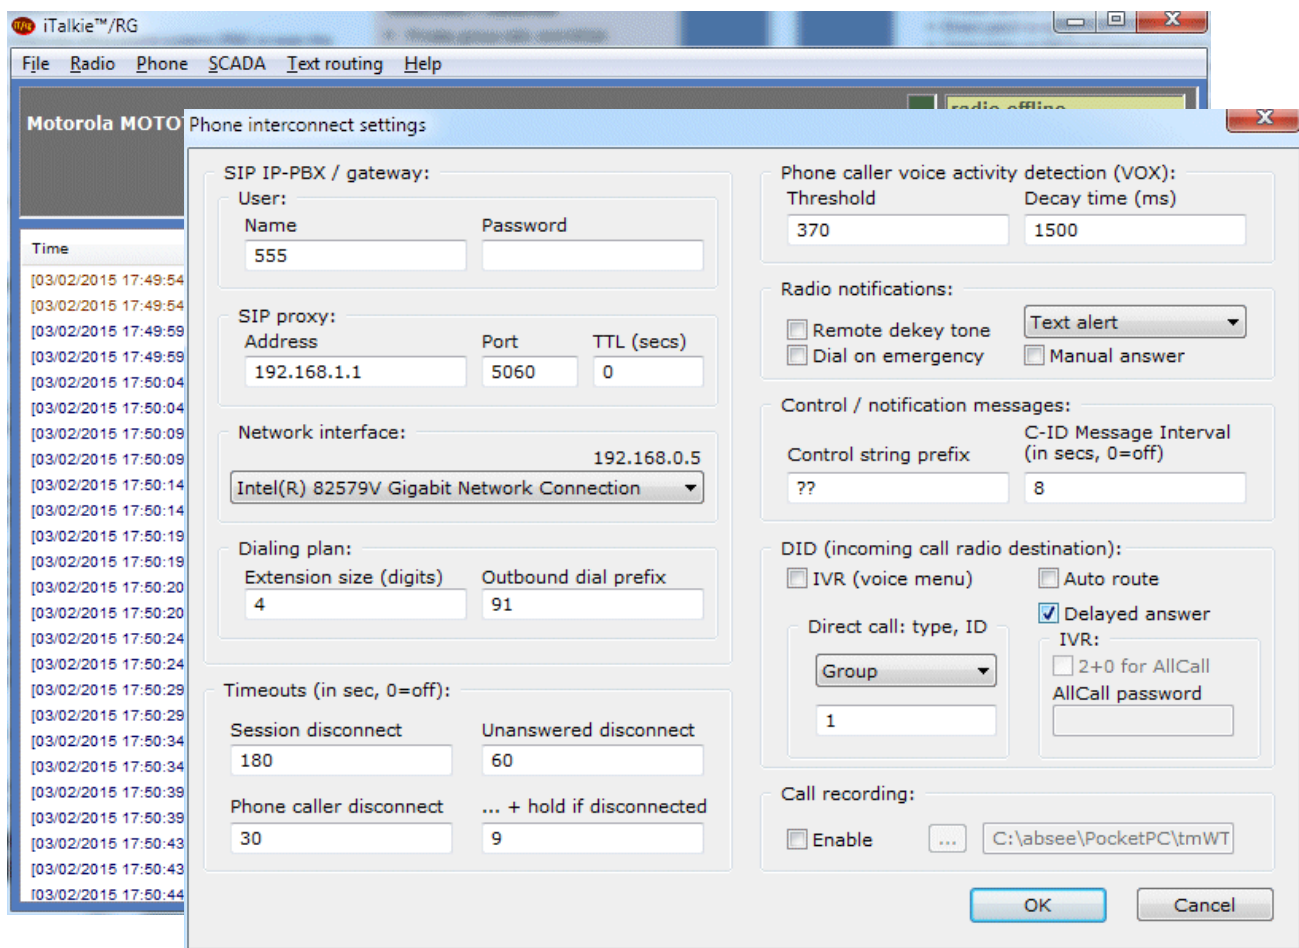 iTalkie™/RG
File Radio Phone SCADA Text routing Help
Motorola MOTOT
radio offline
Time
[03/02/2015 17:49:54
[03/02/2015 17:49:54
[03/02/2015 17:49:59
[03/02/2015 17:49:59
[03/02/2015 17:50:04
[03/02/2015 17:50:04
[03/02/2015 17:50:09
[03/02/2015 17:50:09
[03/02/2015 17:50:14
[03/02/2015 17:50:14
[03/02/2015 17:50:19
[03/02/2015 17:50:19
[03/02/2015 17:50:20
[03/02/2015 17:50:20
[03/02/2015 17:50:24
[03/02/2015 17:50:24
[03/02/2015 17:50:29
[03/02/2015 17:50:29
[03/02/2015 17:50:34
[03/02/2015 17:50:34
[03/02/2015 17:50:39
[03/02/2015 17:50:39
[03/02/2015 17:50:43
[03/02/2015 17:50:43
[03/02/2015 17:50:44
Phone interconnect settings
SIP IP-PBX / gateway:
User:
Name Password
555
SIP proxy:
Address Port TTL (secs)
192.168.1.1 5060 0
Network interface:
192.168.0.5
Intel(R) 82579V Gigabit Network Connection
Dialing plan:
Extension size (digits) Outbound dial prefix
4 91
Timeouts (in sec, 0=off):
Session disconnect Unanswered disconnect
180 60
Phone caller disconnect ... + hold if disconnected
30 9
Phone caller voice activity detection (VOX):
Threshold Decay time (ms)
370 1500
Radio notifications:
Remote dekey tone Text alert
Dial on emergency Manual answer
Control / notification messages:
Control string prefix C-ID Message Interval
(in secs, 0=off)
?? 8
DID (incoming call radio destination):
IVR (voice menu) Auto route
Delayed answer
Direct call: type, ID IVR:
Group 2+0 for AllCall
AllCall password
1
Call recording:
Enable ... C:\absee\PocketPC\tmWT
OK Cancel